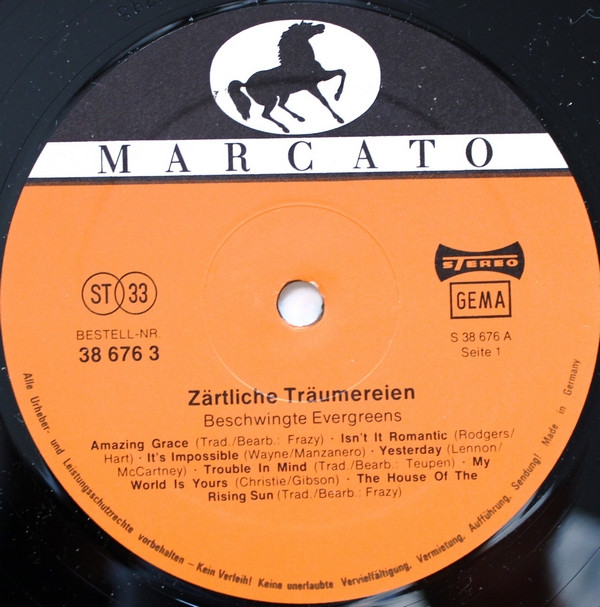 MARCATO
STEREO
ST 33
GEMA
BESTELL-NR.
38 676 3
S 38 676 A
Seite 1
Zärtliche Träumereien
Beschwingte Evergreens
Amazing Grace (Trad./Bearb.: Frazy) · Isn't It Romantic (Rodgers/
Hart) · It's Impossible (Wayne/Manzanero) · Yesterday (Lennon/
McCartney) · Trouble In Mind (Trad./Bearb.: Teupen) · My
World Is Yours (Christie/Gibson) · The House Of The
Rising Sun (Trad./Bearb.: Frazy)
Alle Urheber- und Leistungsschutzrechte vorbehalten – Kein Verleih! Keine unerlaubte Vervielfältigung, Vermietung, Aufführung, Sendung! Made in Germany